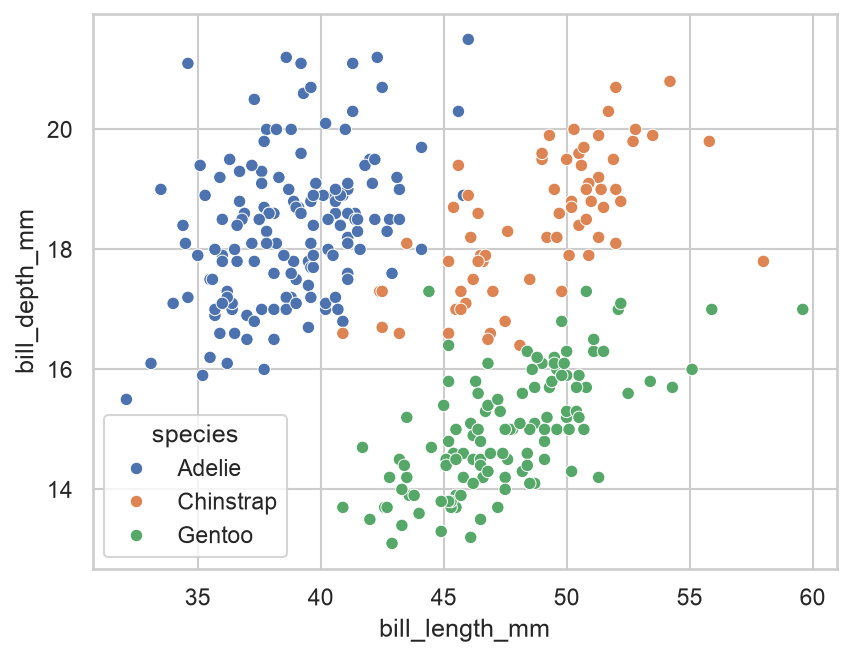 bill_depth_mm
20
18
16
14
species
Adelie
Chinstrap
Gentoo
35 40 45 50 55 60
bill_length_mm